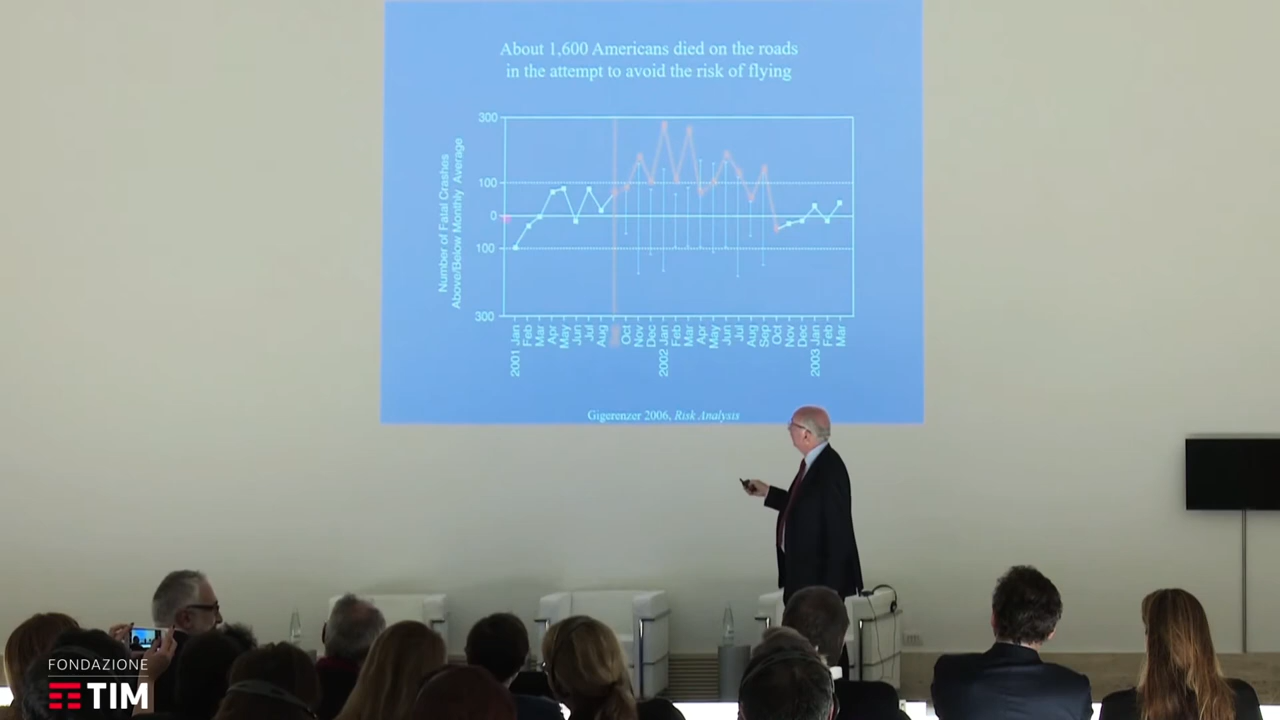 About 1,600 Americans died on the roads
in the attempt to avoid the risk of flying
Number of Fatal Crashes
Above/Below Monthly Average
300
100
0
100
300
2001 Jan
Feb
Mar
Apr
May
Jun
Jul
Aug
Oct
Nov
Dec
2002 Jan
Feb
Mar
Apr
May
Jun
Jul
Aug
Sep
Oct
Nov
Dec
2003 Jan
Feb
Mar
Gigerenzer 2006, Risk Analysis
FONDAZIONE
TIM